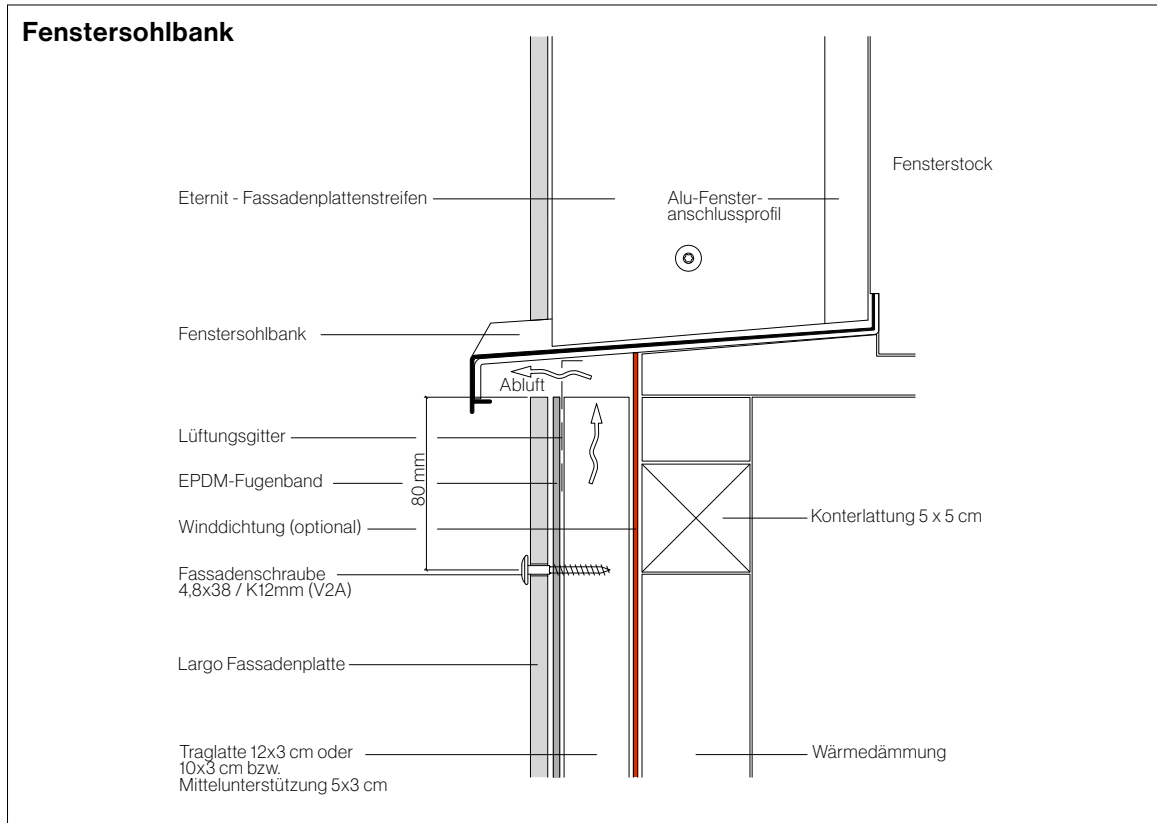 Fenstersohlbank
Fensterstock
Eternit - Fassadenplattenstreifen
Alu-Fenster-
anschlussprofil
Fenstersohlbank
Abluft
Lüftungsgitter
80 mm
EPDM-Fugenband
Winddichtung (optional)
Konterlattung 5 x 5 cm
Fassadenschraube
4,8x38 / K12mm (V2A)
Largo Fassadenplatte
Traglatte 12x3 cm oder
10x3 cm bzw.
Mittelunterstützung 5x3 cm
Wärmedämmung